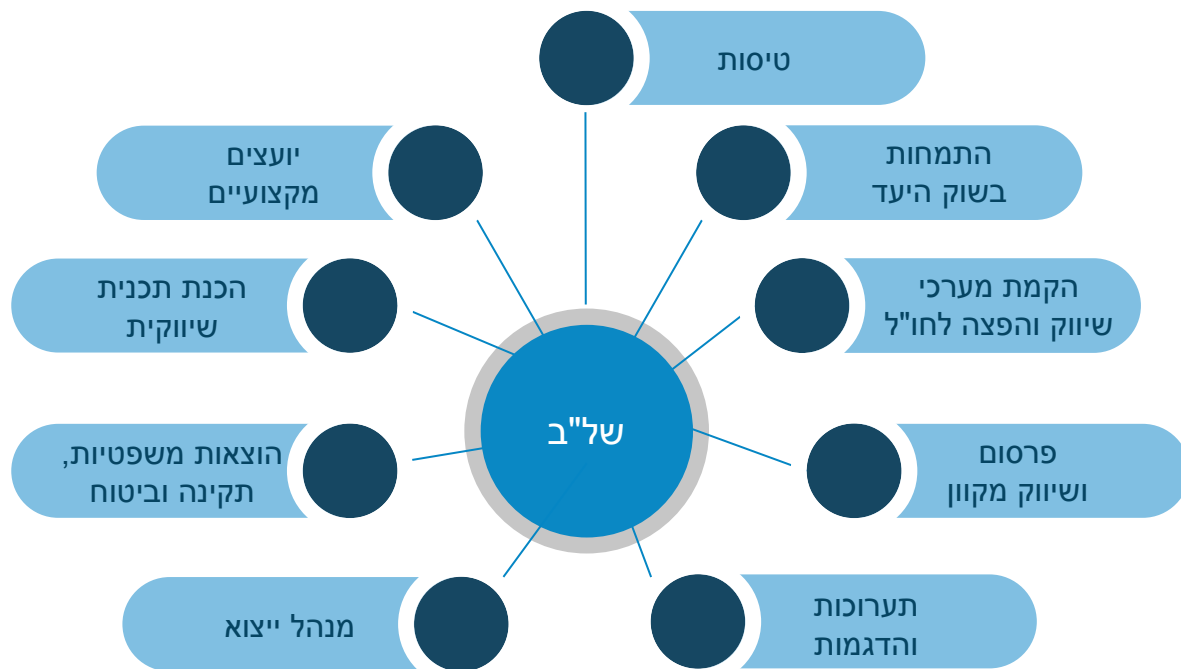 טיסות
התמחות
בשוק היעד
יועצים
מקצועיים
הקמת מערכי
שיווק והפצה לחו"ל
הכנת תכנית
שיווקית
של"ב
פרסום
ושיווק מקוון
הוצאות משפטיות,
תקינה וביטוח
תערוכות
והדגמות
מנהל ייצוא